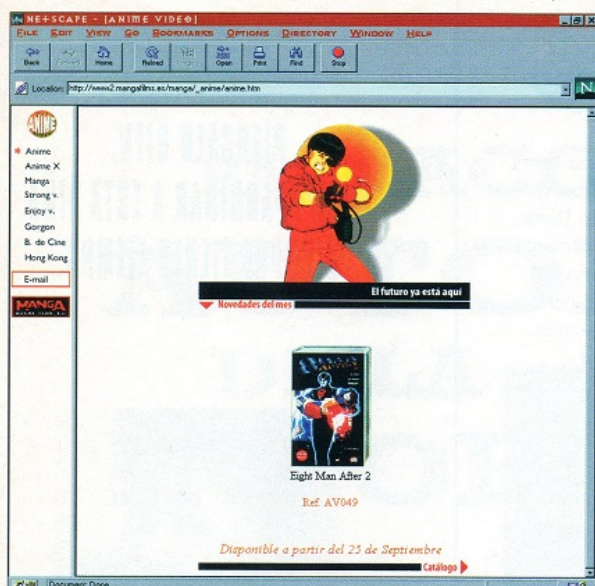 NE+SCAPE - [ANIME VIDEO]
FILE EDIT VIEW GO BOOKMARKS OPTIONS DIRECTORY WINDOW HELP
Back Forward Home Reload Open Print Find Stop
Location: http://www2.mangafilms.es/manga/_anime/anime.htm
N
ANIME
* Anime
Anime X
Manga
Strong v.
Enjoy v.
Gorgon
B. de Cine
Hong Kong
E-mail
MANGA
El futuro ya está aquí
Novedades del mes
Eight Man After 2
Ref. AV049
Disponible a partir del 25 de Septiembre
Catálogo
Document Done